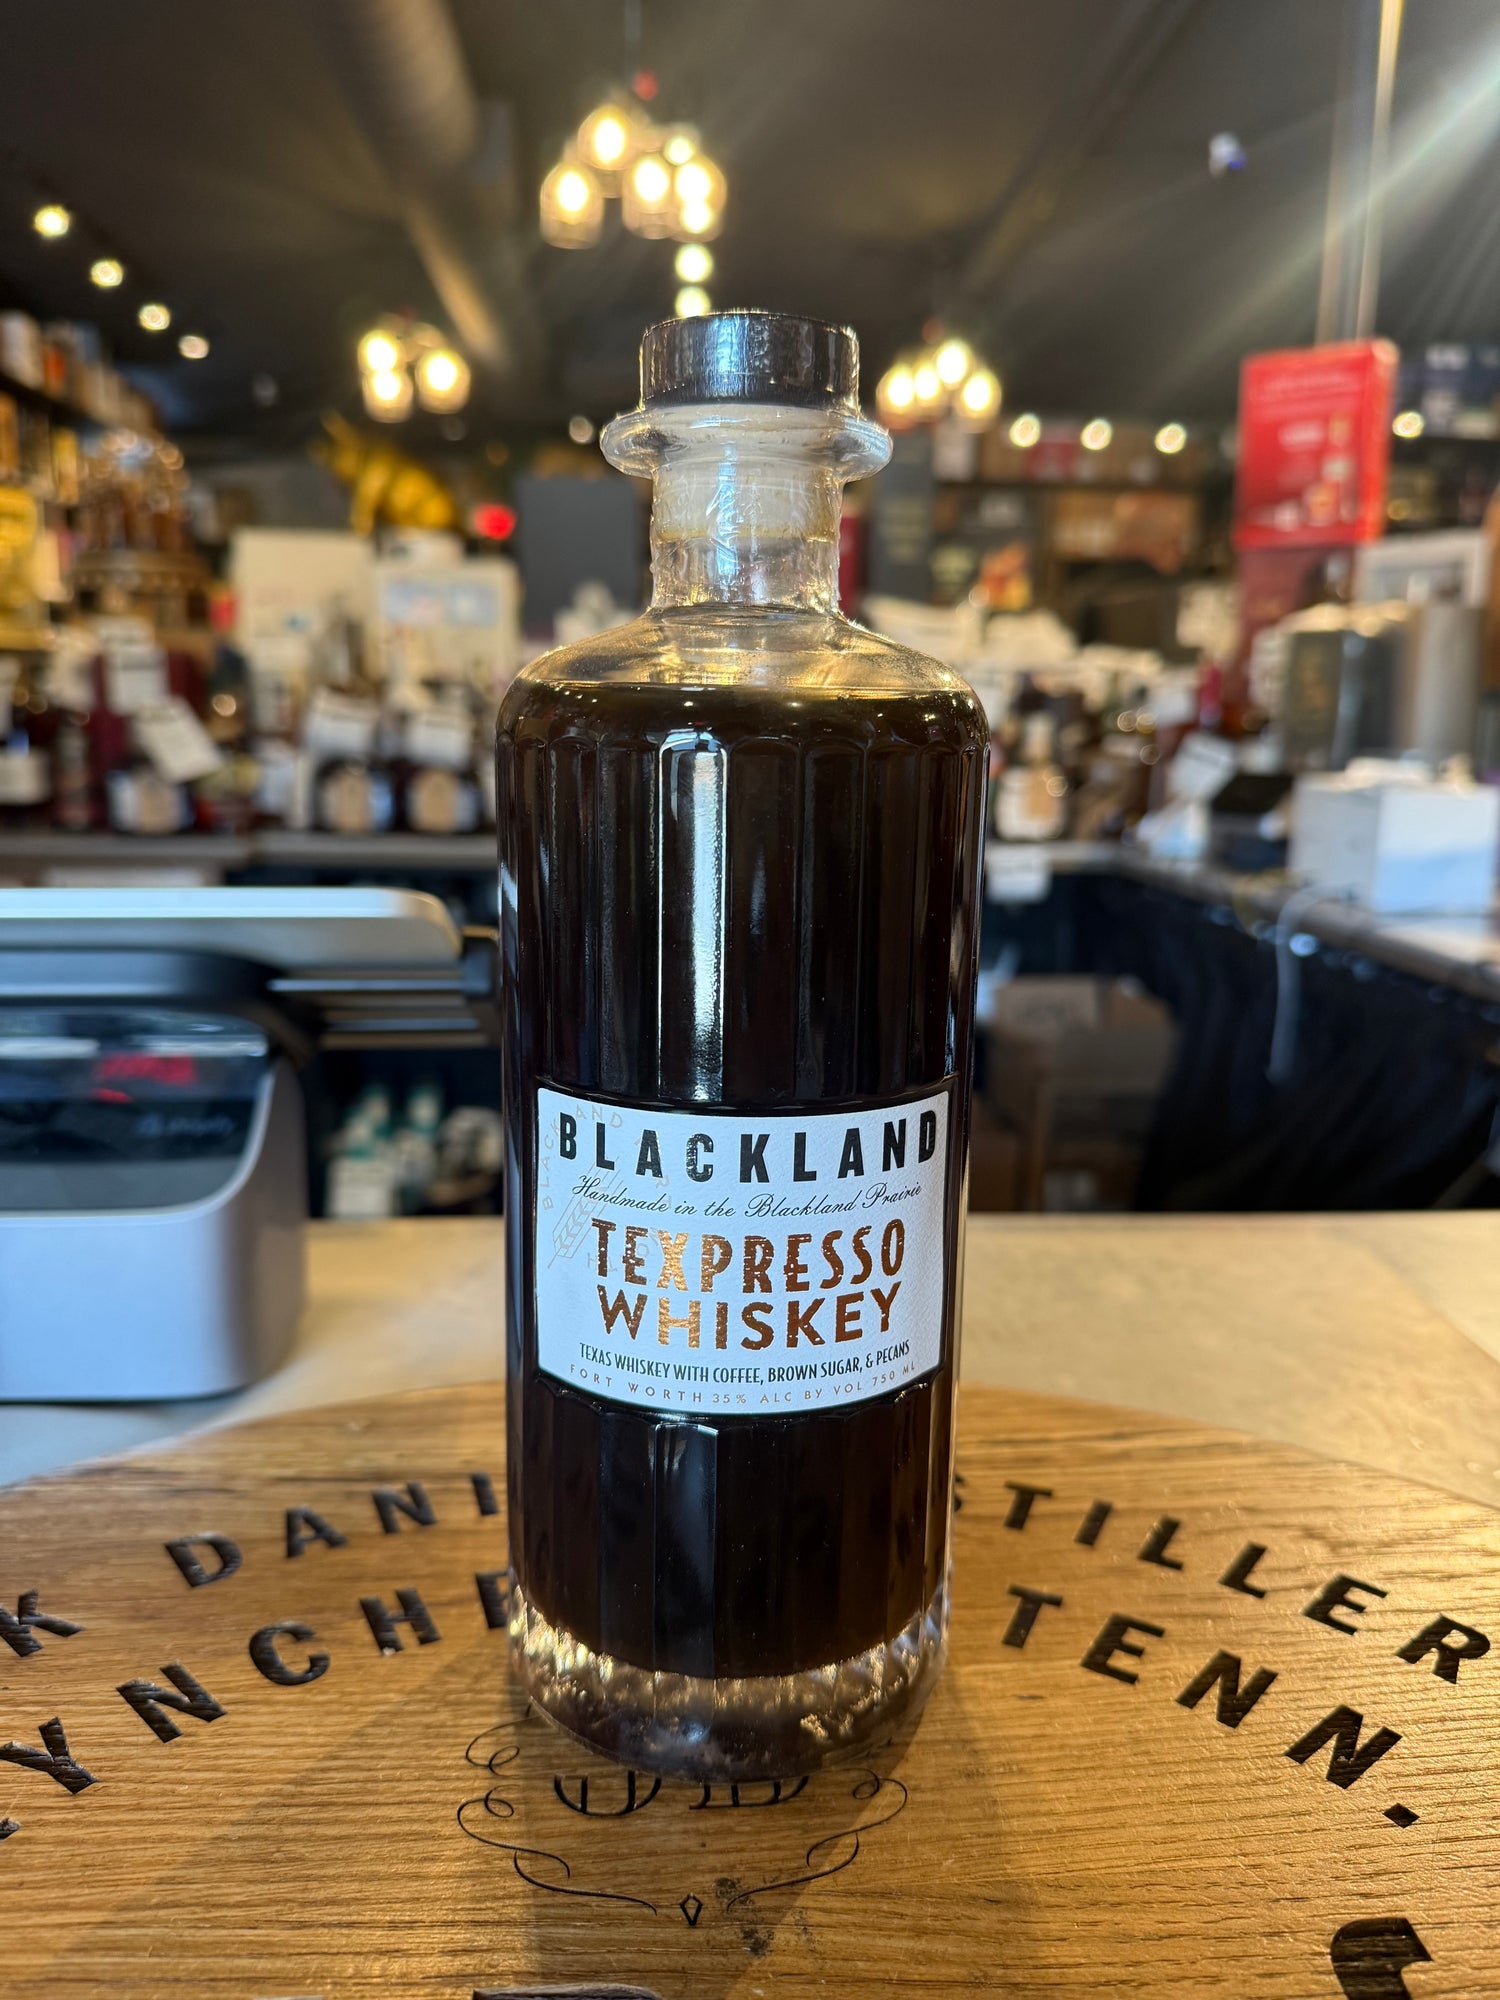 BLACKLAND
Handmade in the Blackland Prairie
TEXPRESSO
WHISKEY
TEXAS WHISKEY WITH COFFEE, BROWN SUGAR, & PECANS
FORT WORTH 35% ALC BY VOL 750 ML
TENN.